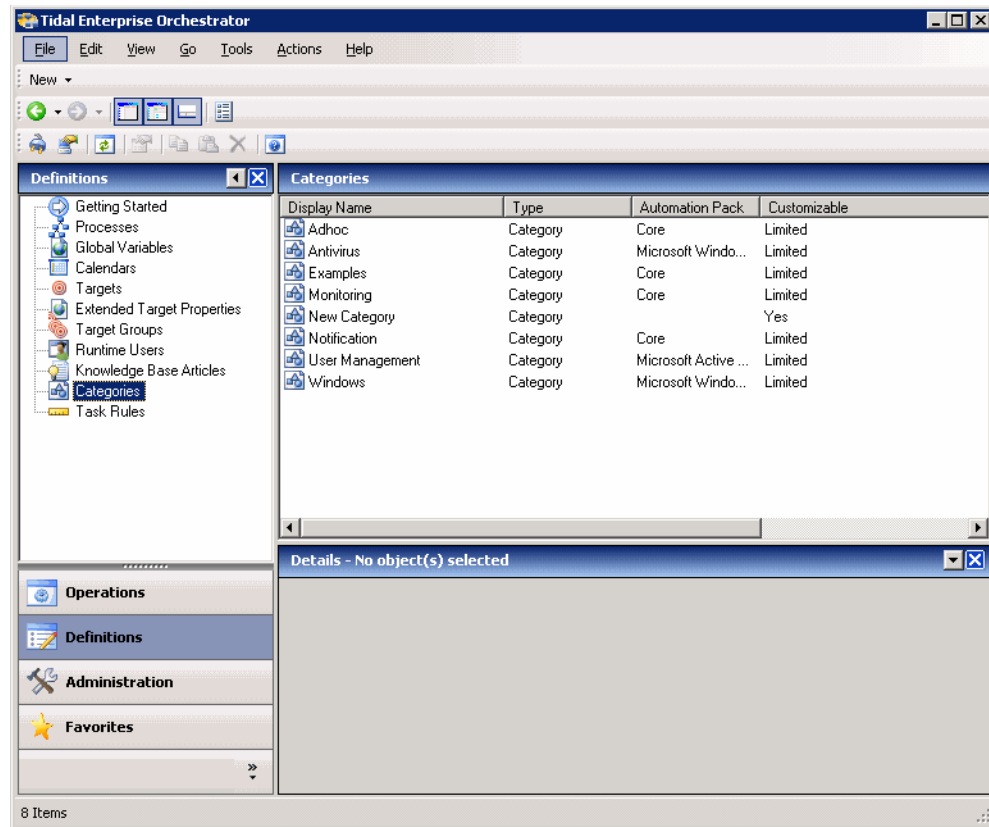 Tidal Enterprise Orchestrator
File Edit View Go Tools Actions Help
New
Definitions
Getting Started
Processes
Global Variables
Calendars
Targets
Extended Target Properties
Target Groups
Runtime Users
Knowledge Base Articles
Categories
Task Rules
Operations
Definitions
Administration
Favorites
Categories
Display Name Type Automation Pack Customizable
Adhoc Category Core Limited
Antivirus Category Microsoft Windo... Limited
Examples Category Core Limited
Monitoring Category Core Limited
New Category Category Yes
Notification Category Core Limited
User Management Category Microsoft Active ... Limited
Windows Category Microsoft Windo... Limited
Details - No object(s) selected
8 Items